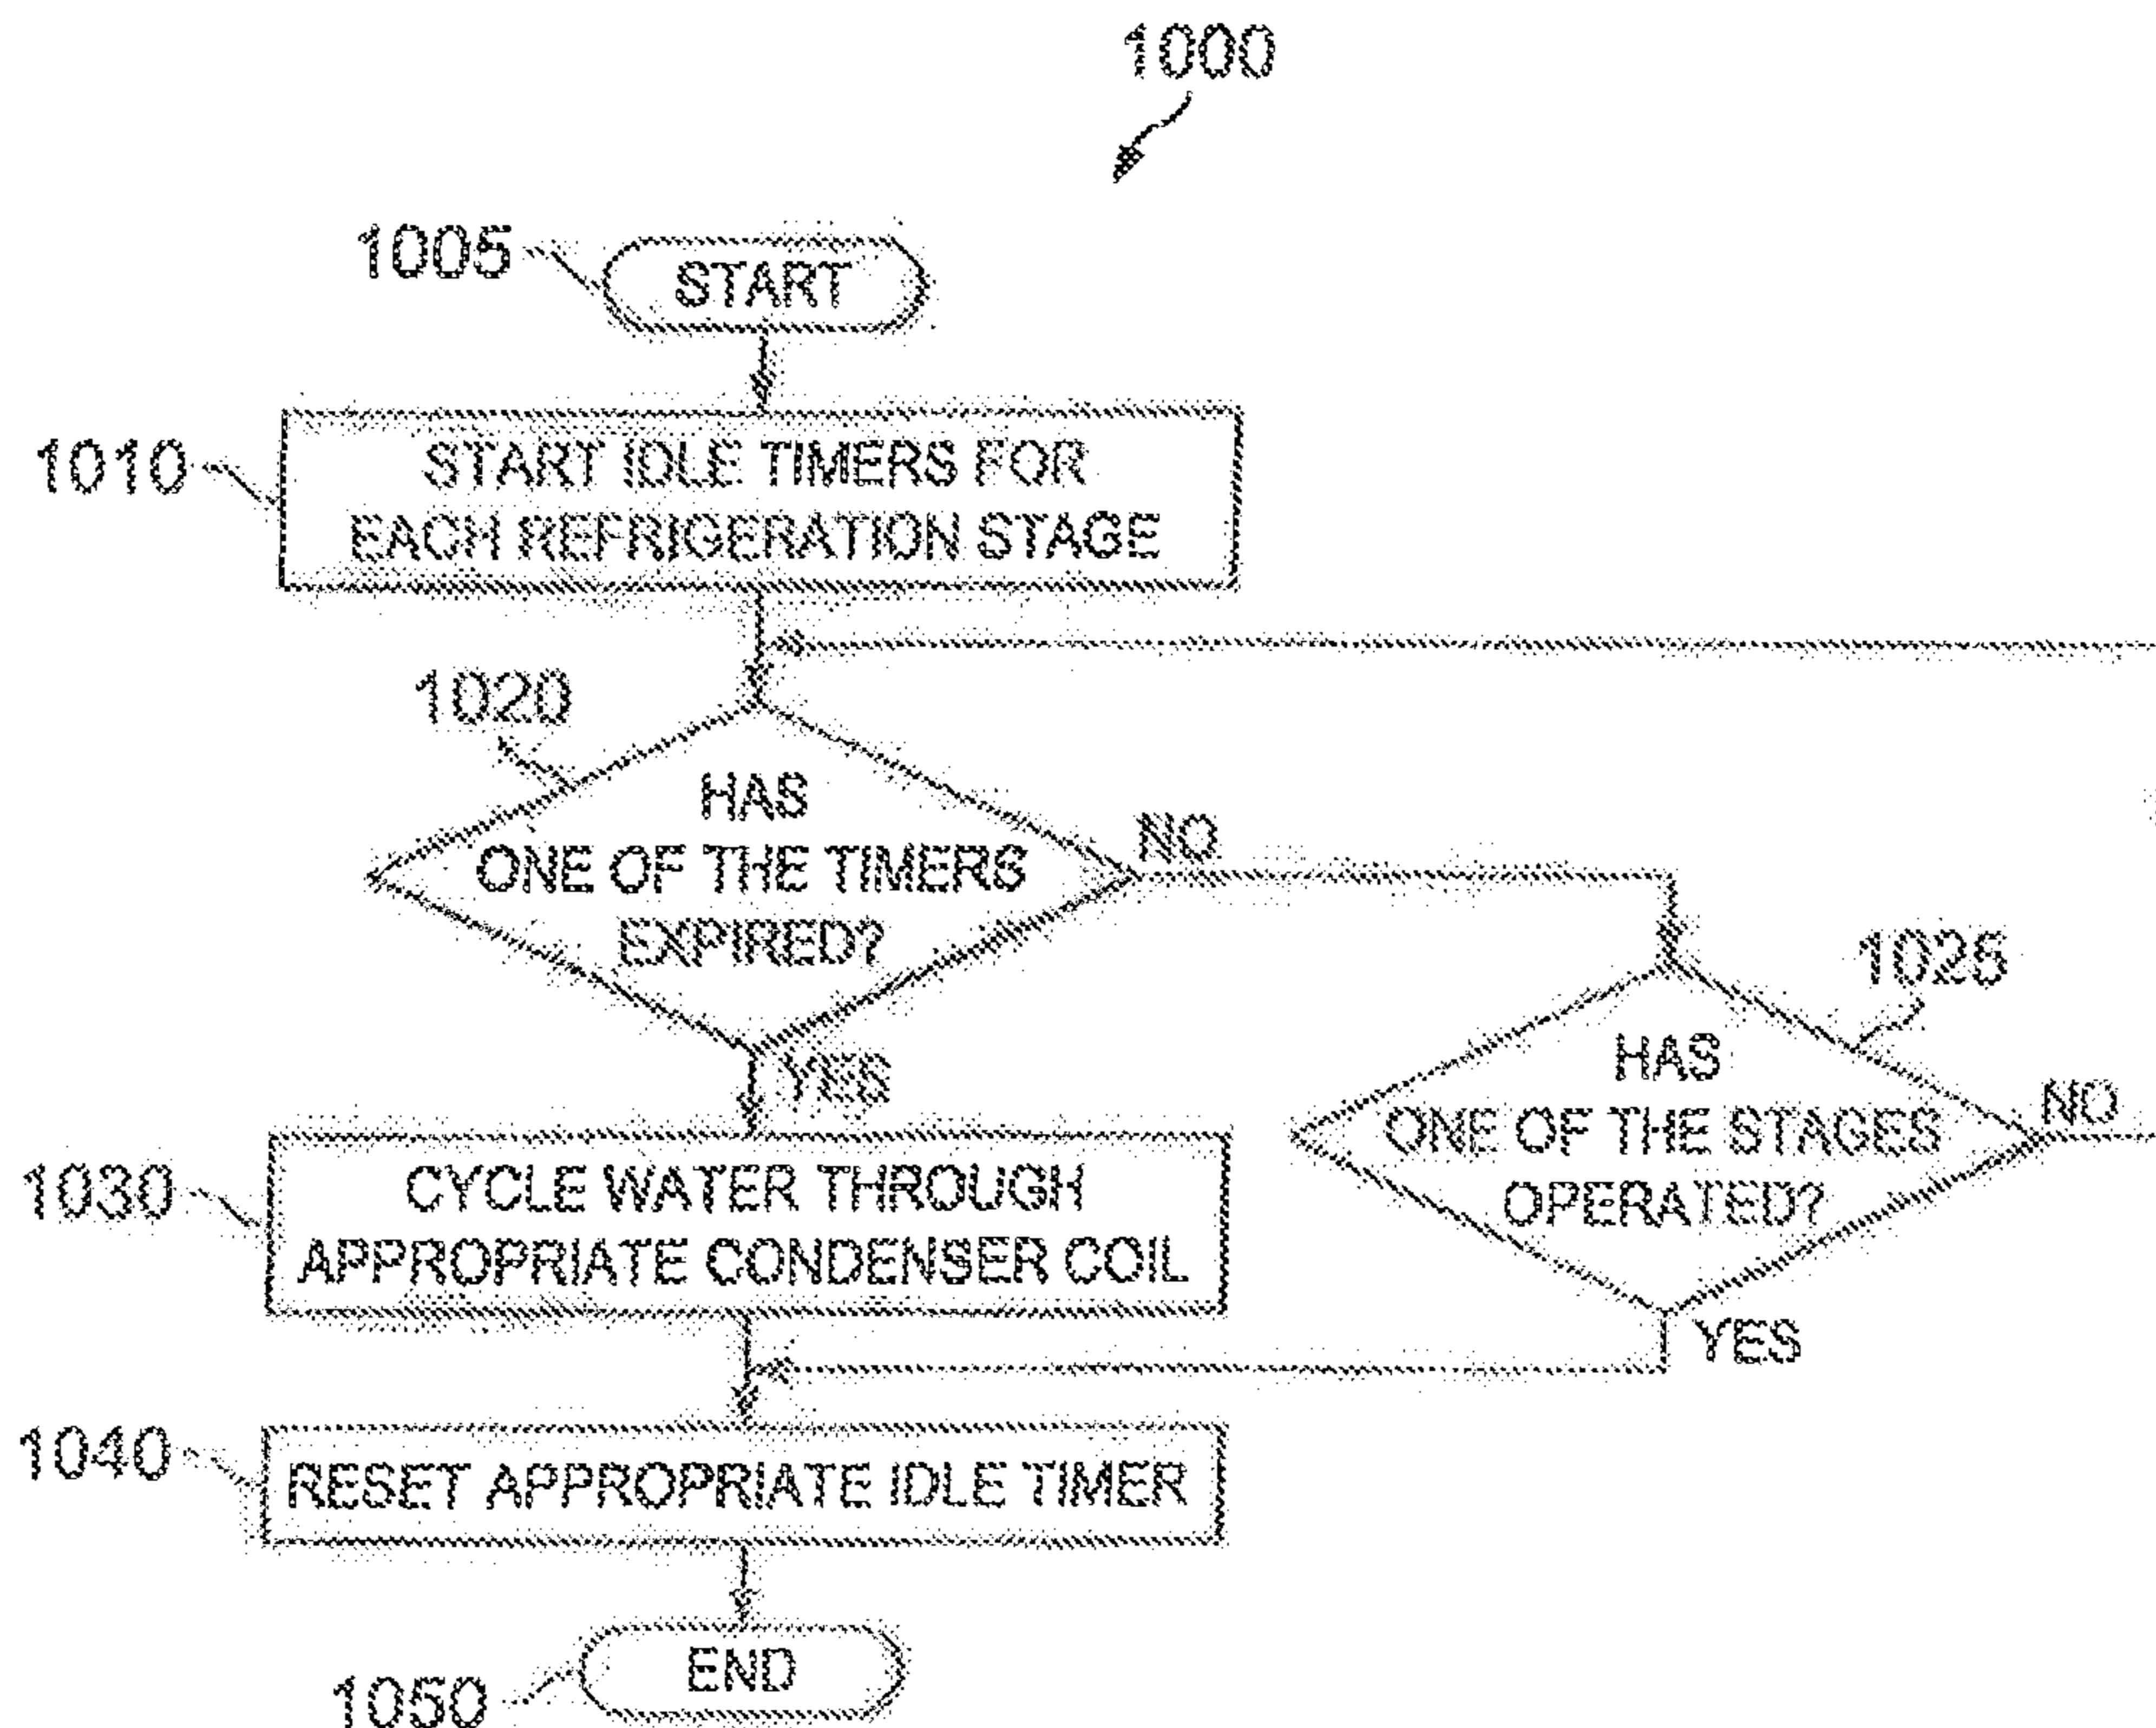 1000
1005
START
1010
START IDLE TIMERS FOR
EACH REFRIGERATION STAGE
1020
HAS
ONE OF THE TIMERS
EXPIRED?
NO
YES
1025
HAS
ONE OF THE STAGES
OPERATED?
NO
YES
1030
CYCLE WATER THROUGH
APPROPRIATE CONDENSER COIL
1040
RESET APPROPRIATE IDLE TIMER
1050
END